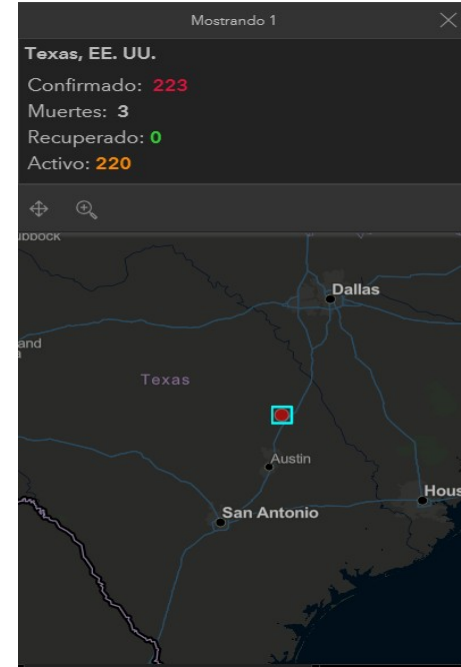 Mostrando 1
Texas, EE. UU.
Confirmado: 223
Muertes: 3
Recuperado: 0
Activo: 220
Dallas
Texas
Austin
San Antonio